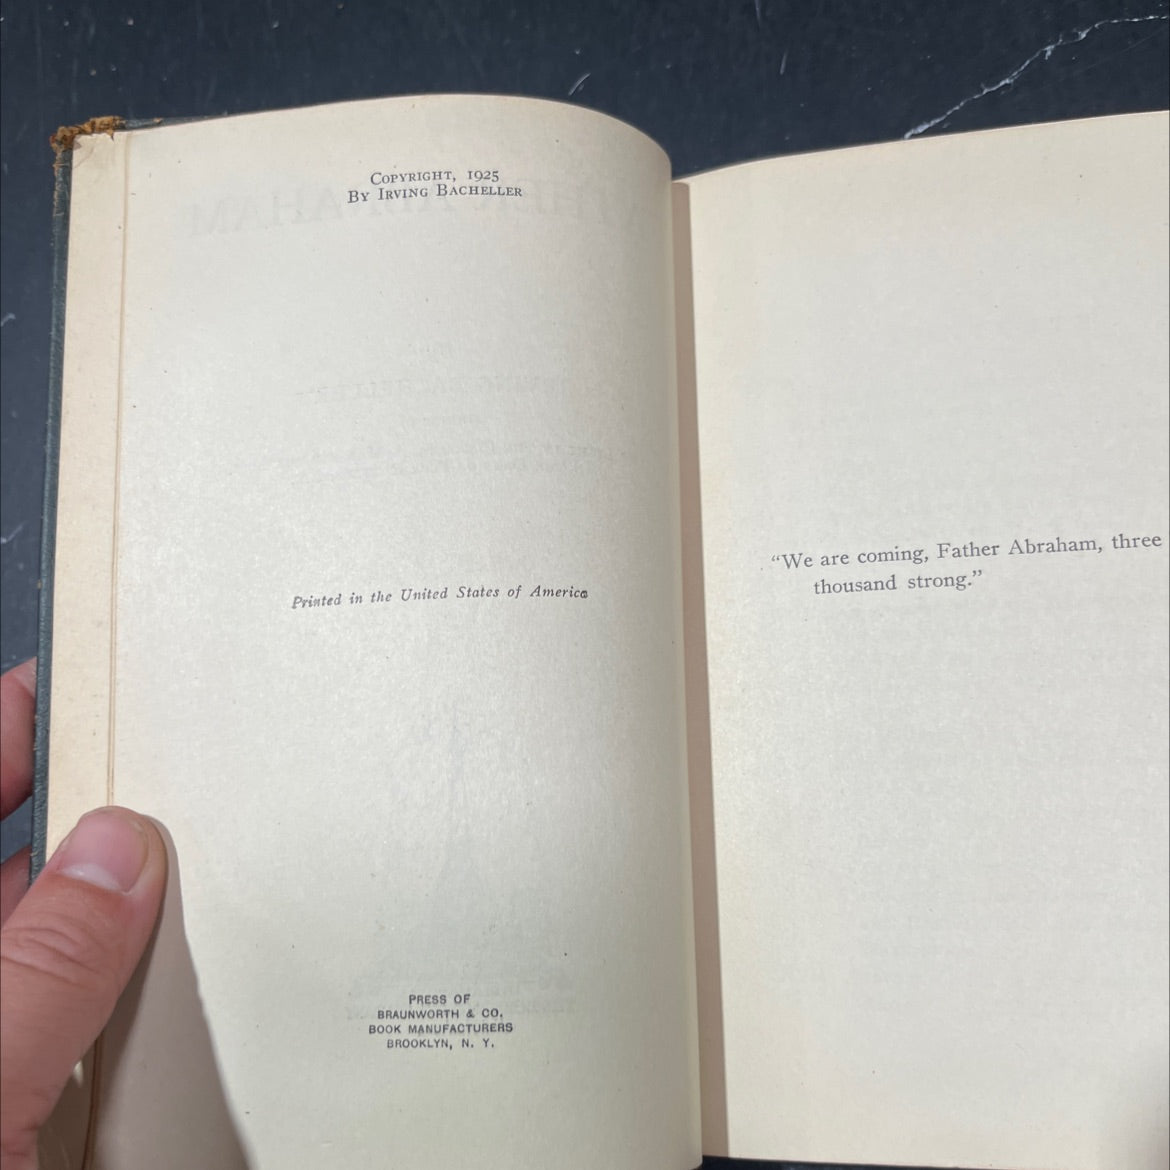 COPYRIGHT, 1925
BY IRVING BACHELLER
Printed in the United States of America
PRESS OF
BRAUNWORTH & CO.
BOOK MANUFACTURERS
BROOKLYN, N. Y.
“We are coming, Father Abraham, three
thousand strong.”